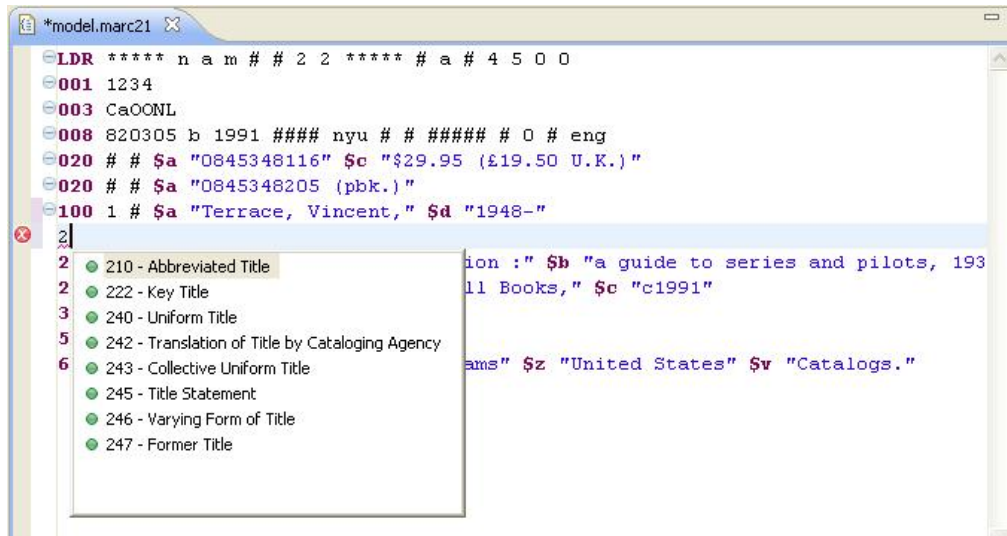 *model.marc21
LDR ***** n a m # # 2 2 ***** # a # 4 5 0 0
001 1234
003 CaOONL
008 820305 b 1991 #### nyu # # ##### # 0 # eng
020 # # $a "0845348116" $c "$29.95 (£19.50 U.K.)"
020 # # $a "0845348205 (pbk.)"
100 1 # $a "Terrace, Vincent," $d "1948-"
2
2 ion :" $b "a guide to series and pilots, 193
2 ll Books," $c "c1991"
3
5
6 ams" $z "United States" $v "Catalogs."
210 - Abbreviated Title
222 - Key Title
240 - Uniform Title
242 - Translation of Title by Cataloging Agency
243 - Collective Uniform Title
245 - Title Statement
246 - Varying Form of Title
247 - Former Title